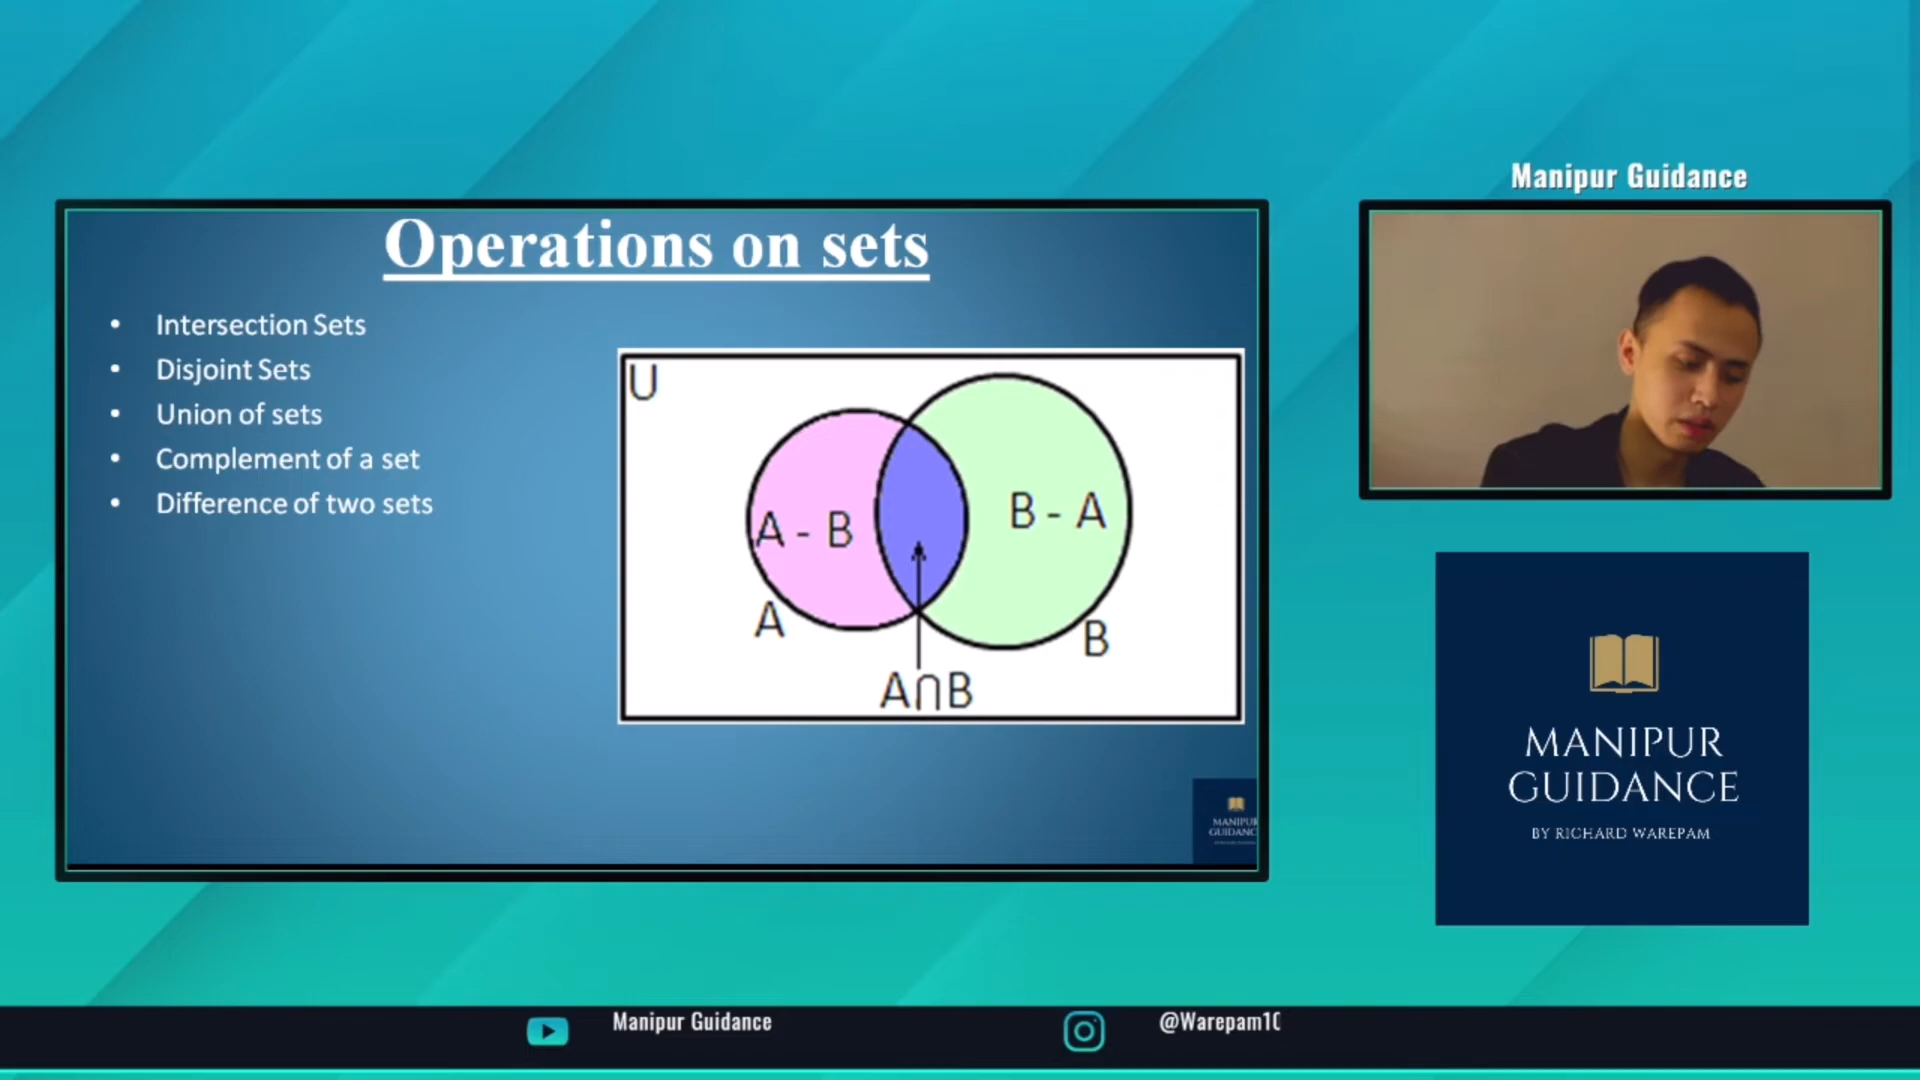 Manipur Guidance
Operations on sets
• Intersection Sets
• Disjoint Sets
• Union of sets
• Complement of a set
• Difference of two sets
U
A - B
B - A
A
B
A∩B
MANIPUR
GUIDANC
MANIPUR
GUIDANCE
BY RICHARD WAREPAM
Manipur Guidance
@Warepam10